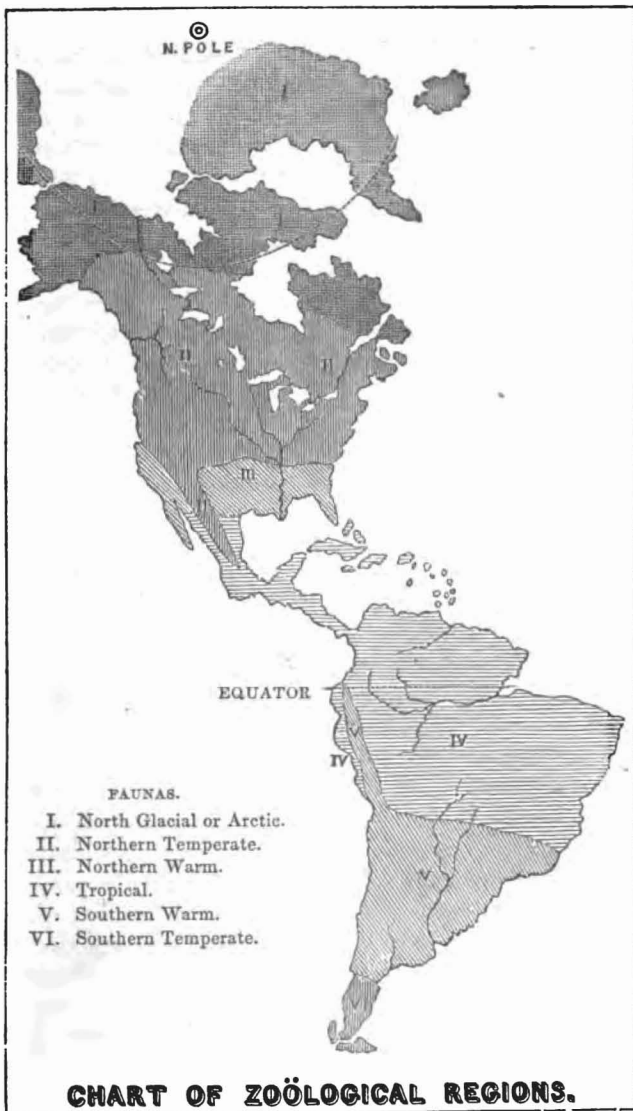 N. POLE
I
I
I
II
II
III
II
EQUATOR
V
IV
IV
V
VI
FAUNAS.
I. North Glacial or Arctic.
II. Northern Temperate.
III. Northern Warm.
IV. Tropical.
V. Southern Warm.
VI. Southern Temperate.
CHART OF ZOÖLOGICAL REGIONS.